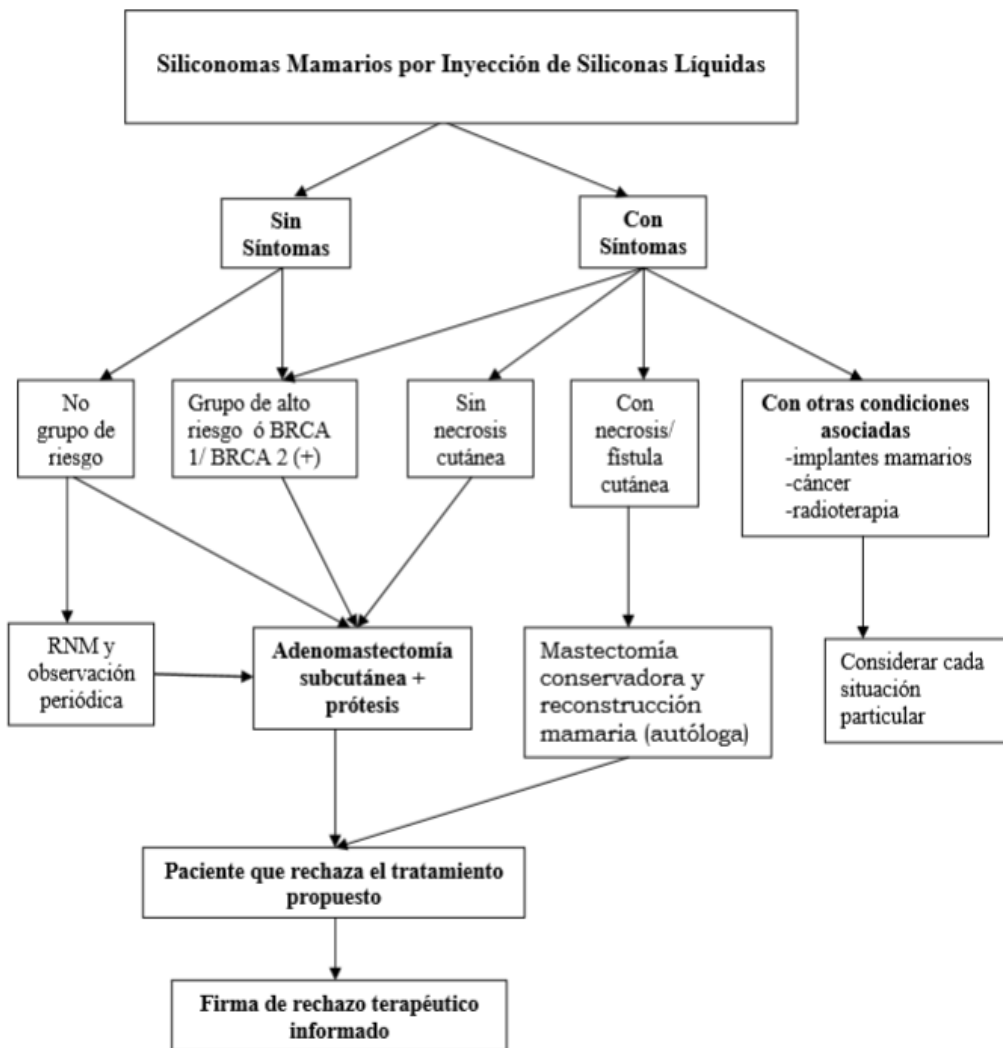 Siliconomas Mamarios por Inyección de Siliconas Líquidas
Sin
Síntomas
Con
Síntomas
No
grupo de
riesgo
Grupo de alto
riesgo ó BRCA
1/ BRCA 2 (+)
Sin
necrosis
cutánea
Con
necrosis/
fístula
cutánea
Con otras condiciones
asociadas
-implantes mamarios
-cáncer
-radioterapia
RNM y
observación
periódica
Adenomastectomía
subcutánea +
prótesis
Mastectomía
conservadora y
reconstrucción
mamaria (autóloga)
Considerar cada
situación
particular
Paciente que rechaza el tratamiento
propuesto
Firma de rechazo terapéutico
informado